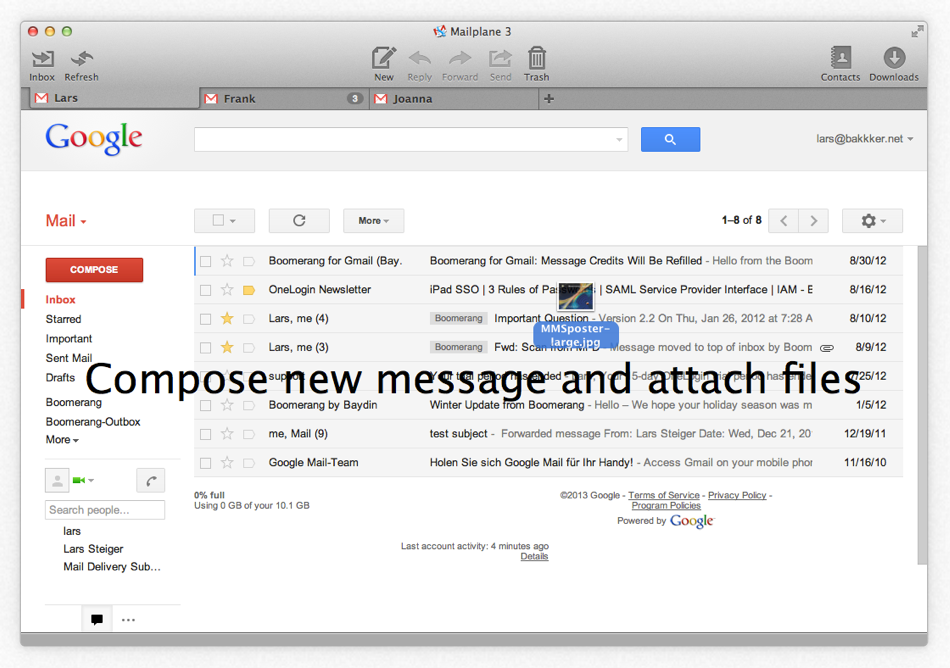 Mailplane 3
Inbox Refresh New Reply Forward Send Trash Contacts Downloads
Lars Frank 3 Joanna +
Google lars@bakkker.net
Mail More 1–8 of 8
COMPOSE
Inbox
Starred
Important
Sent Mail
Drafts
Boomerang
Boomerang-Outbox
More
Search people...
lars
Lars Steiger
Mail Delivery Sub...
Boomerang for Gmail (Bay. Boomerang for Gmail: Message Credits Will Be Refilled - Hello from the Boom 8/30/12
OneLogin Newsletter iPad SSO | 3 Rules of | SAML Service Provider Interface | IAM - E 8/16/12
Lars, me (4) Boomerang Important Question - Version 2.2 On Thu, Jan 26, 2012 at 7:28 A 8/10/12
Lars, me (3) Boomerang Fwd: Scan from Message moved to top of inbox by Boom 8/9/12
MMSposter-
large.jpg
support Your trial period has ended 7/25/12
Compose new message and attach files
Boomerang by Baydin Winter Update from Boomerang - Hello – We hope your holiday season was m 1/5/12
me, Mail (9) test subject - Forwarded message From: Lars Steiger Date: Wed, Dec 21, 20 12/19/11
Google Mail-Team Holen Sie sich Google Mail für Ihr Handy! - Access Gmail on your mobile phor 11/16/10
0% full
Using 0 GB of your 10.1 GB
©2013 Google - Terms of Service - Privacy Policy -
Program Policies
Powered by Google
Last account activity: 4 minutes ago
Details